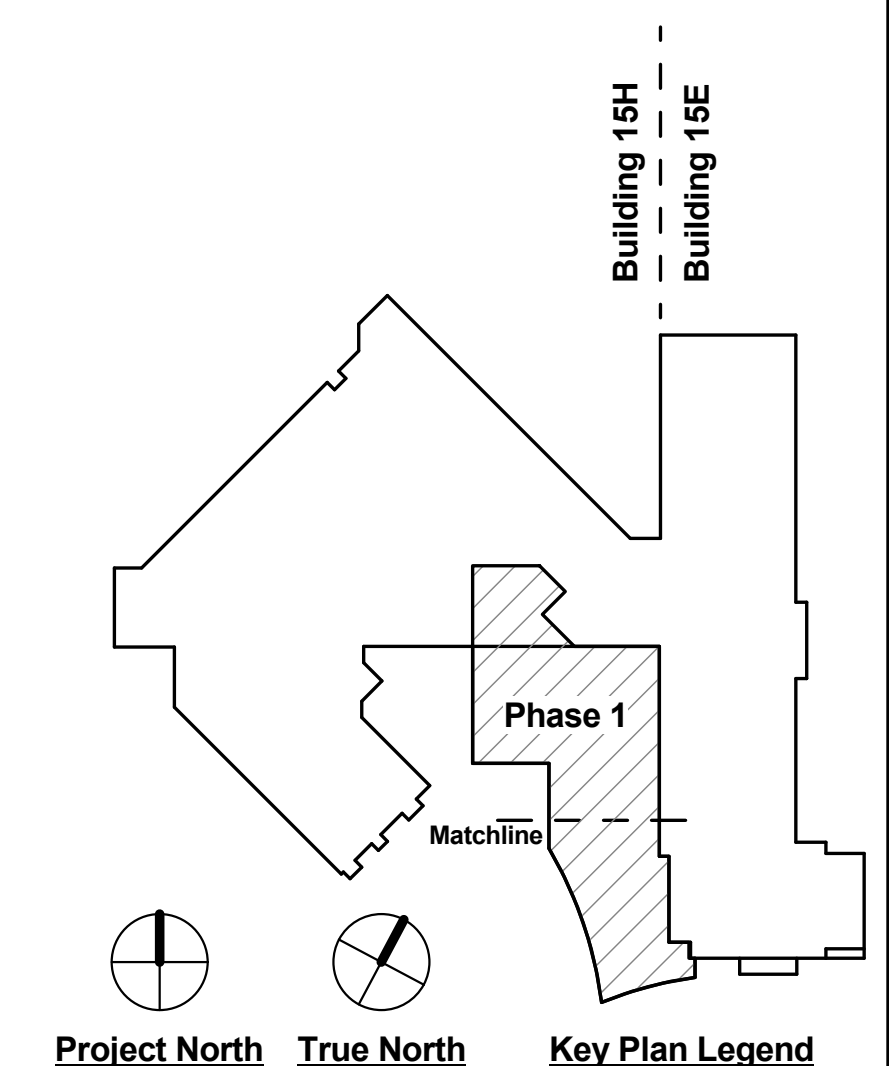 Building 15H
Building 15E
Phase 1
Matchline
Project North
True North
Key Plan Legend